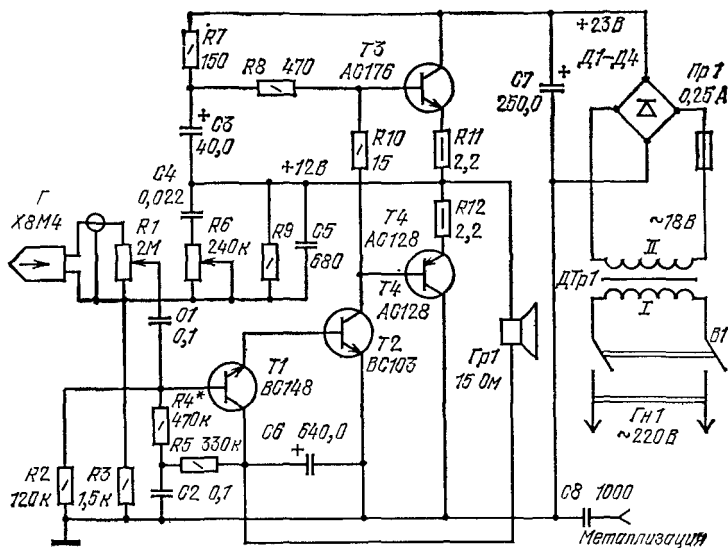 R7
150
R8 470
T3
AC176
+23В
Д1-Д4
Пр1
0,25А
C7
250,0
+
+
C3
40,0
R10
15
R11
2,2
C4
0,022
+12В
Г
X8M4
R1
2М
R6
240к
R9
C5
680
T4
AC128
R12
2,2
T4
AC128
~18В
III
ДТр1
I
В1
C1
0,1
T1
BC148
T2
BC103
Гр1
15 Ом
Гн1
~220В
R4*
470к
R5 330к
C6 640,0
+
R2
120к
R3
1,5к
C2 0,1
C8 1000
Металлизация